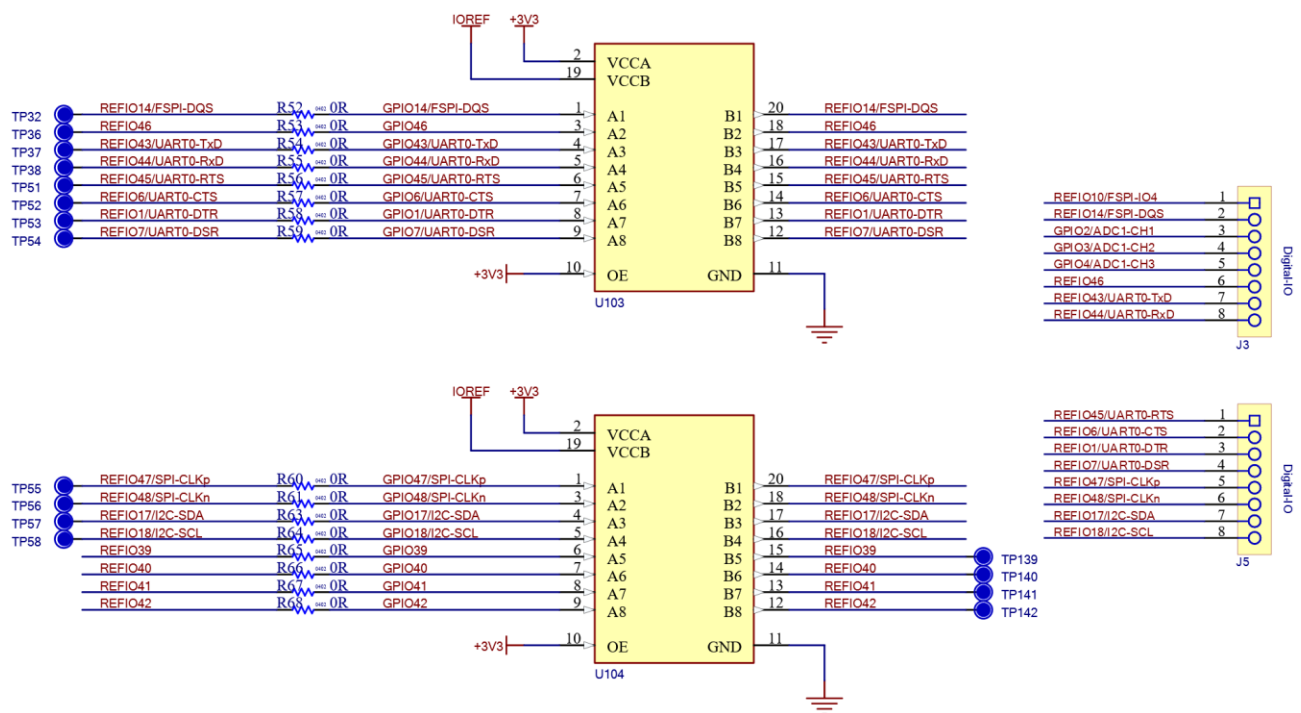 IOREF +3V3
2 VCCA
19 VCCB
TP32 REFIO14/FSPI-DQS R52 0402 0R GPIO14/FSPI-DQS 1 A1 B1 20 REFIO14/FSPI-DQS
TP36 REFIO46 R53 0402 0R GPIO46 3 A2 B2 18 REFIO46
TP37 REFIO43/UART0-TxD R54 0402 0R GPIO43/UART0-TxD 4 A3 B3 17 REFIO43/UART0-TxD
TP38 REFIO44/UART0-RxD R55 0402 0R GPIO44/UART0-RxD 5 A4 B4 16 REFIO44/UART0-RxD
TP51 REFIO45/UART0-RTS R56 0402 0R GPIO45/UART0-RTS 6 A5 B5 15 REFIO45/UART0-RTS
TP52 REFIO6/UART0-CTS R57 0402 0R GPIO6/UART0-CTS 7 A6 B6 14 REFIO6/UART0-CTS
TP53 REFIO1/UART0-DTR R58 0402 0R GPIO1/UART0-DTR 8 A7 B7 13 REFIO1/UART0-DTR
TP54 REFIO7/UART0-DSR R59 0402 0R GPIO7/UART0-DSR 9 A8 B8 12 REFIO7/UART0-DSR
+3V3 10 OE GND 11
U103
REFIO10/FSPI-IO4 1
REFIO14/FSPI-DQS 2
GPIO2/ADC1-CH1 3
GPIO3/ADC1-CH2 4
GPIO4/ADC1-CH3 5
REFIO46 6
REFIO43/UART0-TxD 7
REFIO44/UART0-RxD 8
Digital-IO
J3
IOREF +3V3
2 VCCA
19 VCCB
TP55 REFIO47/SPI-CLKp R60 0402 0R GPIO47/SPI-CLKp 1 A1 B1 20 REFIO47/SPI-CLKp
TP56 REFIO48/SPI-CLKn R61 0402 0R GPIO48/SPI-CLKn 3 A2 B2 18 REFIO48/SPI-CLKn
TP57 REFIO17/I2C-SDA R63 0402 0R GPIO17/I2C-SDA 4 A3 B3 17 REFIO17/I2C-SDA
TP58 REFIO18/I2C-SCL R64 0402 0R GPIO18/I2C-SCL 5 A4 B4 16 REFIO18/I2C-SCL
REFIO39 R65 0402 0R GPIO39 6 A5 B5 15 REFIO39 TP139
REFIO40 R66 0402 0R GPIO40 7 A6 B6 14 REFIO40 TP140
REFIO41 R67 0402 0R GPIO41 8 A7 B7 13 REFIO41 TP141
REFIO42 R68 0402 0R GPIO42 9 A8 B8 12 REFIO42 TP142
+3V3 10 OE GND 11
U104
REFIO45/UART0-RTS 1
REFIO6/UART0-CTS 2
REFIO1/UART0-DTR 3
REFIO7/UART0-DSR 4
REFIO47/SPI-CLKp 5
REFIO48/SPI-CLKn 6
REFIO17/I2C-SDA 7
REFIO18/I2C-SCL 8
Digital-IO
J5